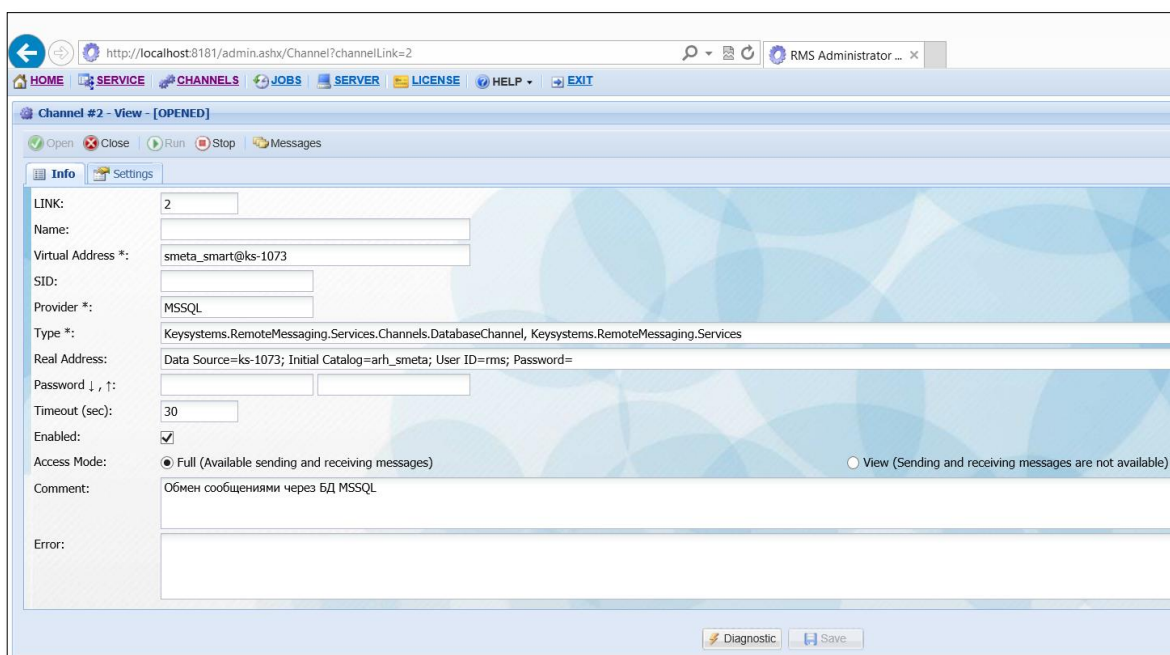 http://localhost:8181/admin.ashx/Channel?channelLink=2 RMS Administrator ... ×
HOME SERVICE CHANNELS JOBS SERVER LICENSE HELP EXIT
Channel #2 - View - [OPENED]
Open Close Run Stop Messages
Info Settings
LINK: 2
Name:
Virtual Address *: smeta_smart@ks-1073
SID:
Provider *: MSSQL
Type *: Keysystems.RemoteMessaging.Services.Channels.DatabaseChannel, Keysystems.RemoteMessaging.Services
Real Address: Data Source=ks-1073; Initial Catalog=arh_smeta; User ID=rms; Password=
Password ↓ , ↑:
Timeout (sec): 30
Enabled:
Access Mode: Full (Available sending and receiving messages) View (Sending and receiving messages are not available)
Comment: Обмен сообщениями через БД MSSQL
Error:
Diagnostic Save